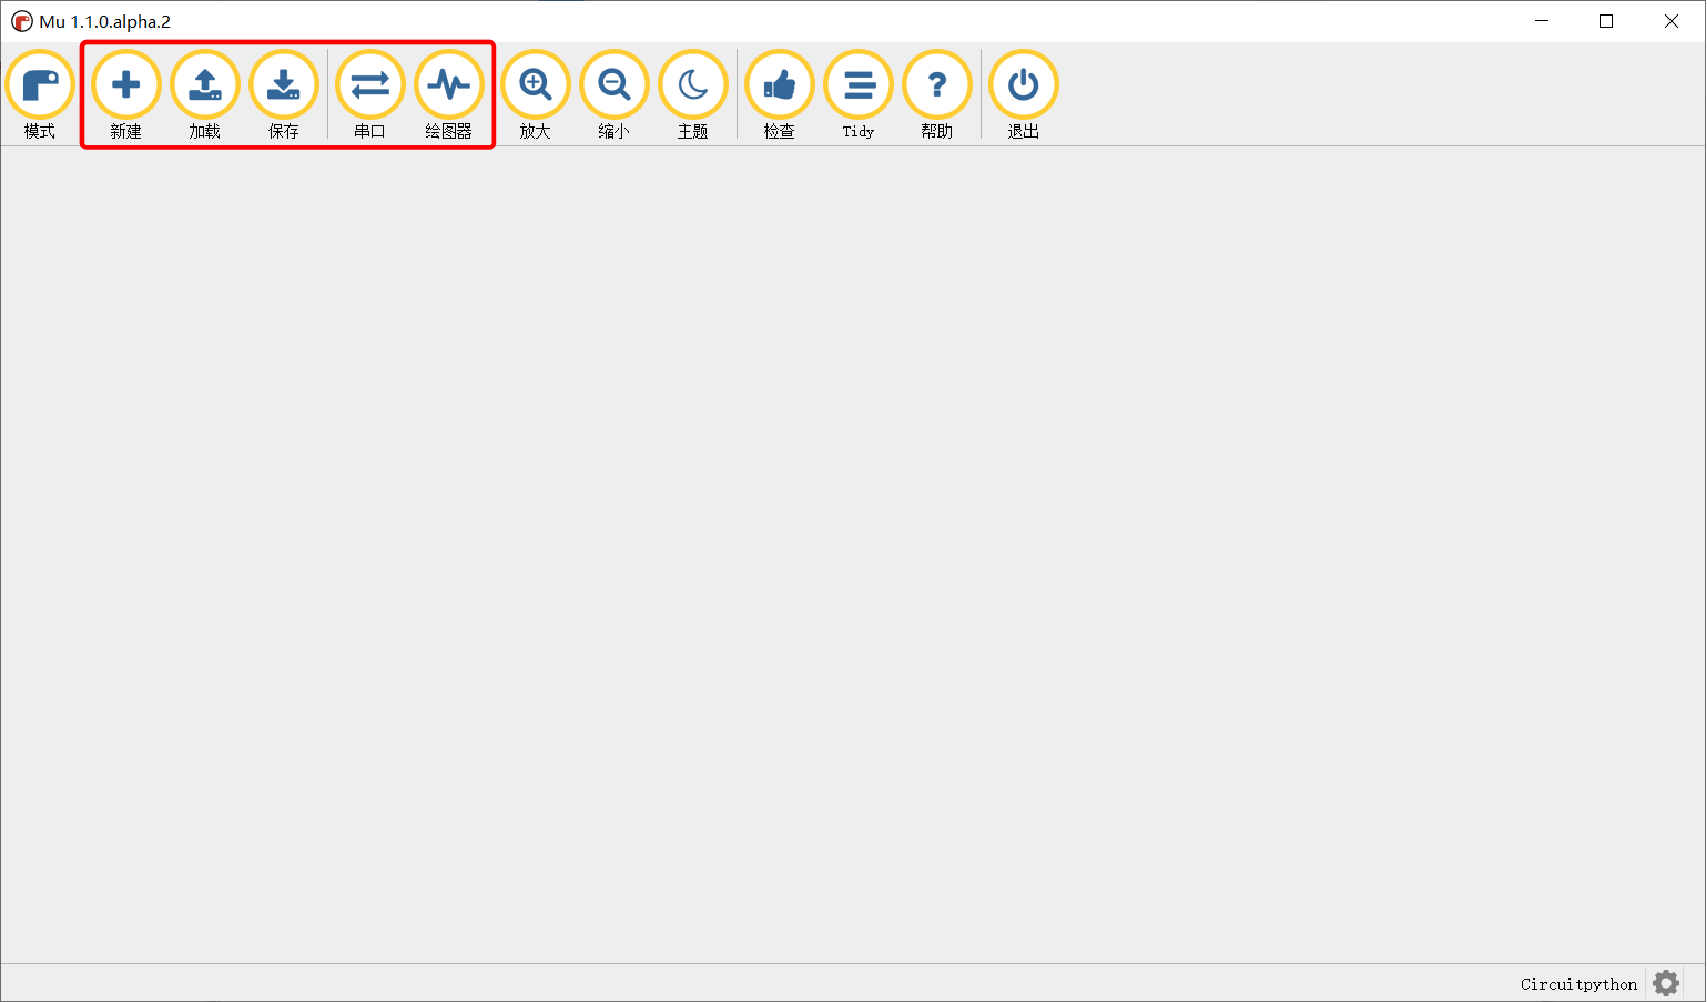 Mu 1.1.0.alpha.2
模式 新建 加载 保存 串口 绘图器 放大 缩小 主题 检查 Tidy 帮助 退出
Circuitpython